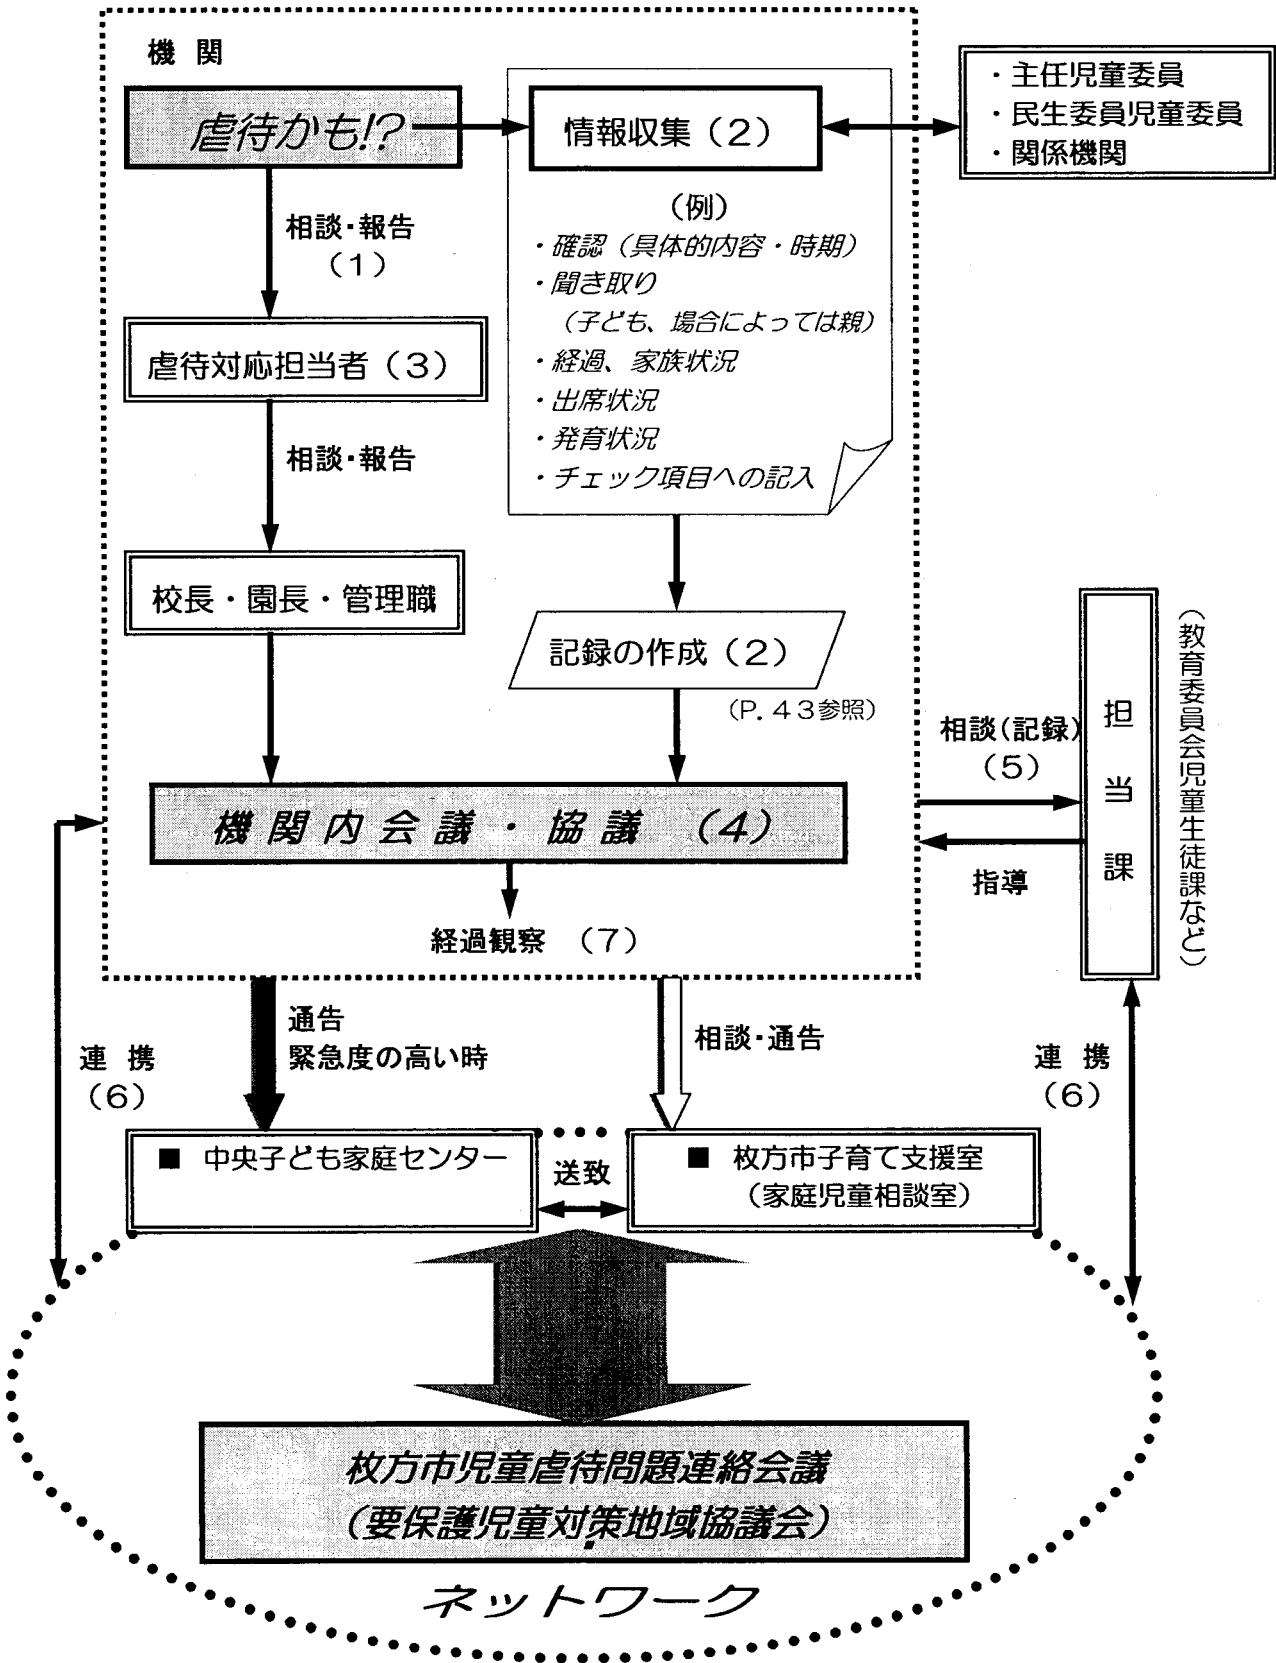 機 関
虐待かも!?
情報収集（2）
・主任児童委員
・民生委員児童委員
・関係機関
相談・報告
（1）
（例）
・確認（具体的内容・時期）
・聞き取り
（子ども、場合によっては親）
・経過、家族状況
・出席状況
・発育状況
・チェック項目への記入
虐待対応担当者（3）
相談・報告
校長・園長・管理職
記録の作成（2）
（P. 43参照）
機関内会議・協議 （4）
経過観察 （7）
相談（記録）
（5）
指導
担当課
（教育委員会児童生徒課など）
通告
緊急度の高い時
相談・通告
連 携
（6）
連 携
（6）
■ 中央子ども家庭センター
送致
■ 枚方市子育て支援室
（家庭児童相談室）
枚方市児童虐待問題連絡会議
（要保護児童対策地域協議会）
ネットワーク